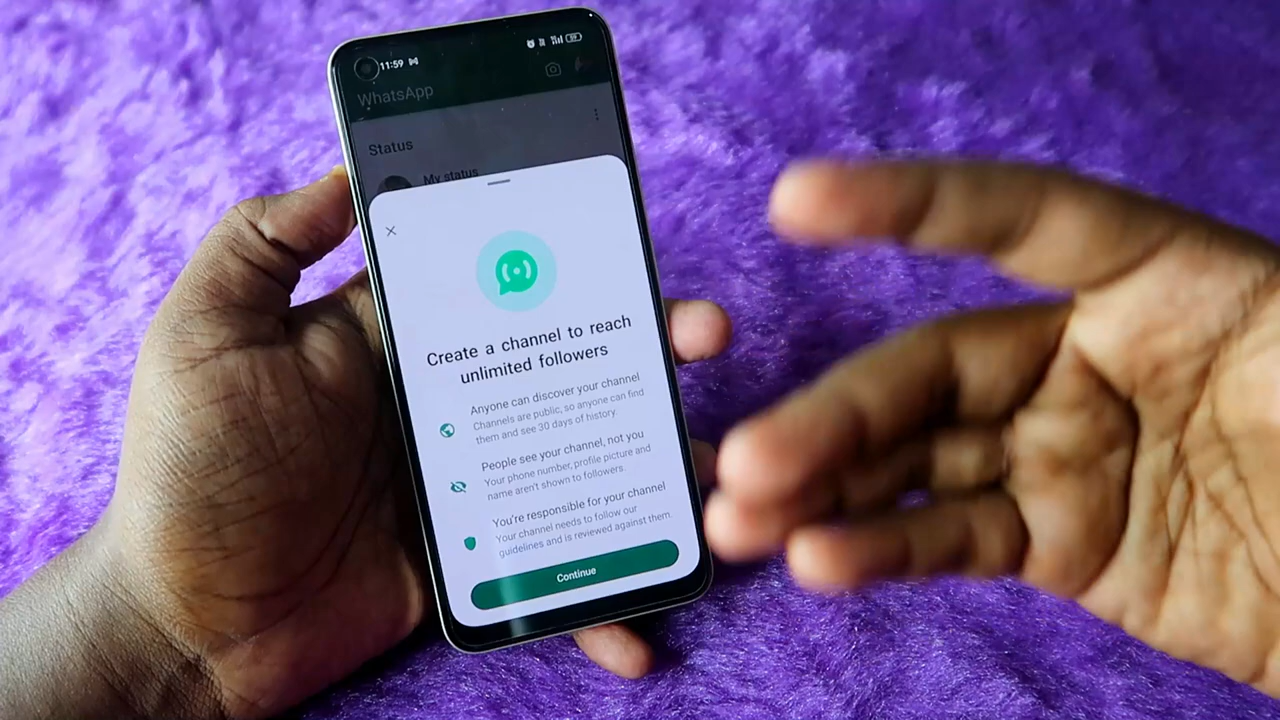 11:59
59
WhatsApp
Status
My status
Create a channel to reach
unlimited followers
Anyone can discover your channel
Channels are public, so anyone can find
them and see 30 days of history.
People see your channel, not you
Your phone number, profile picture and
name aren't shown to followers.
You're responsible for your channel
Your channel needs to follow our
guidelines and is reviewed against them.
Continue